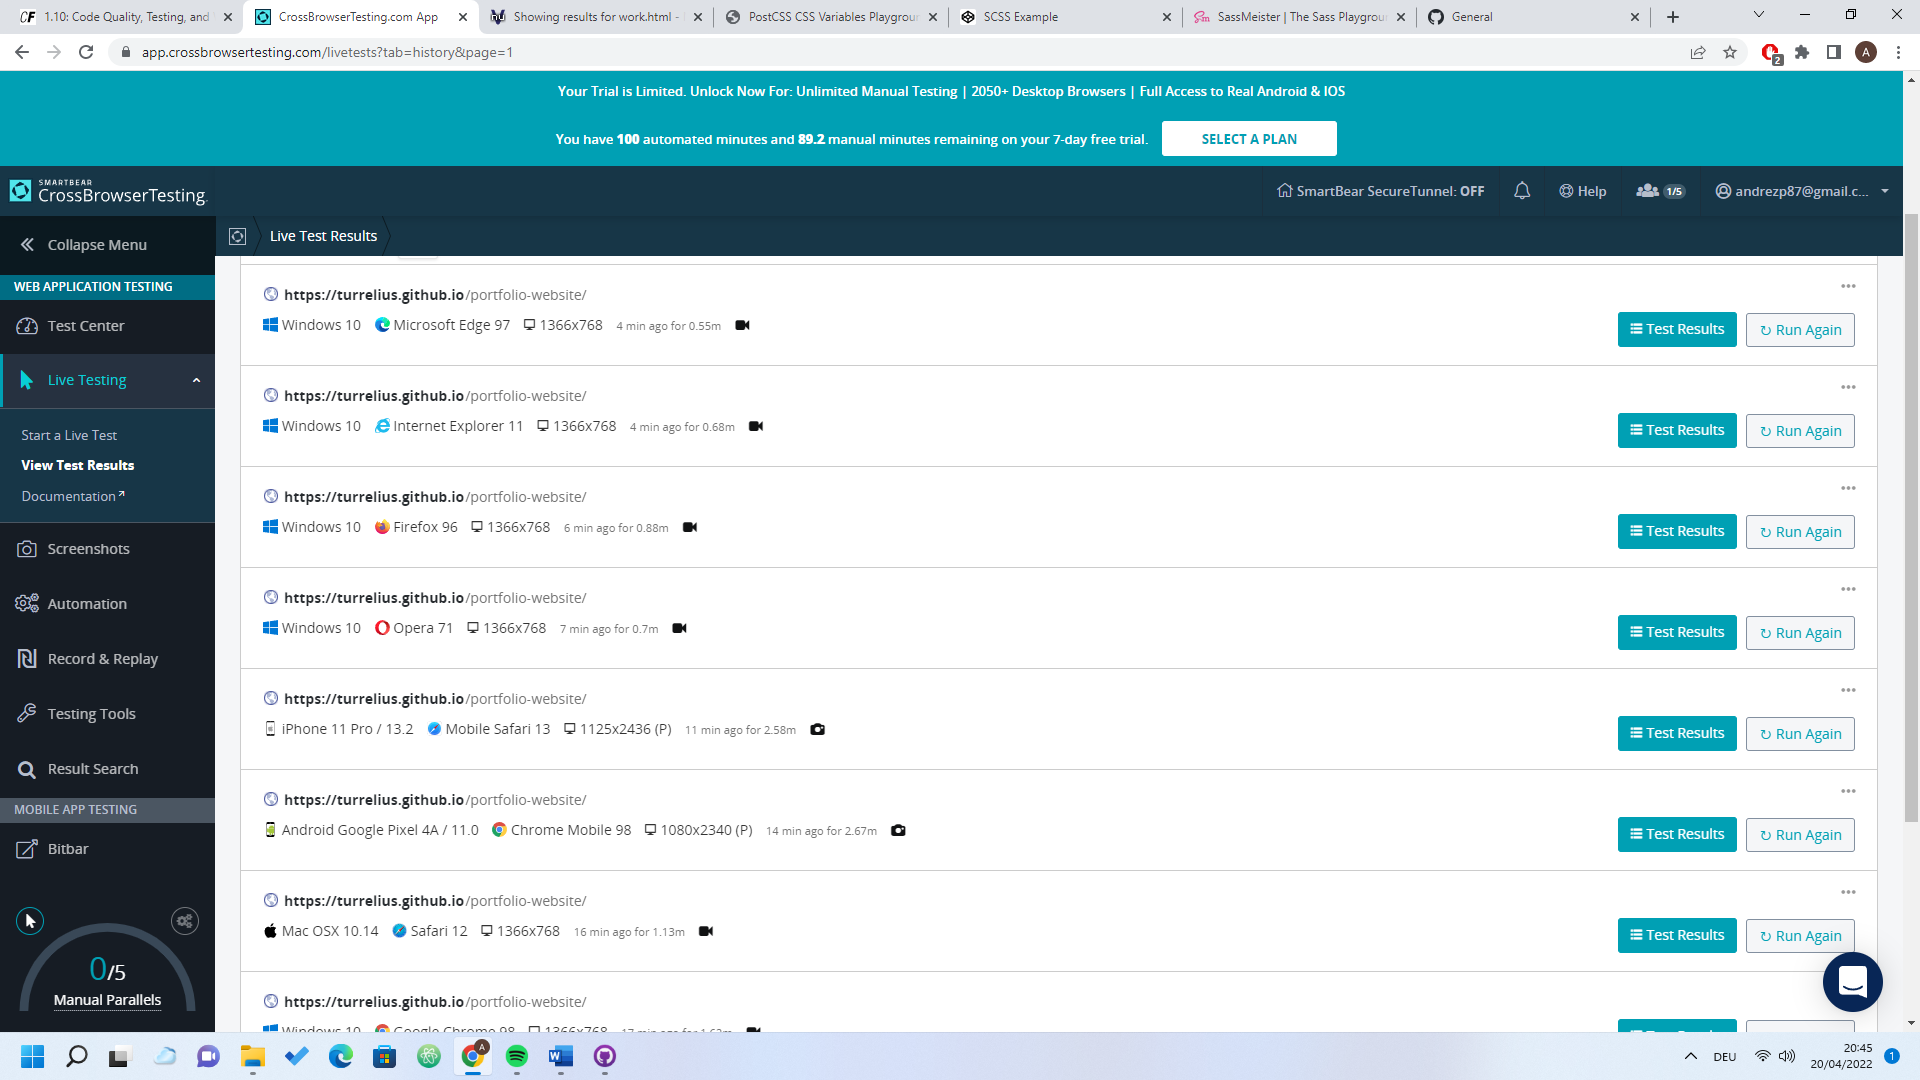 1.10: Code Quality, Testing, and
CrossBrowserTesting.com App
Showing results for work.html -
PostCSS CSS Variables Playgroun
SCSS Example
SassMeister | The Sass Playgroun
General
app.crossbrowsertesting.com/livetests?tab=history&page=1
2
A
Your Trial is Limited. Unlock Now For: Unlimited Manual Testing | 2050+ Desktop Browsers | Full Access to Real Android & IOS
You have 100 automated minutes and 89.2 manual minutes remaining on your 7-day free trial.
SELECT A PLAN
SMARTBEAR
CrossBrowserTesting
SmartBear SecureTunnel: OFF
Help
1/5
andrezp87@gmail.c...
Collapse Menu
Live Test Results
WEB APPLICATION TESTING
Test Center
Live Testing
Start a Live Test
View Test Results
Documentation
Screenshots
Automation
Record & Replay
Testing Tools
Result Search
MOBILE APP TESTING
Bitbar
0/5
Manual Parallels
https://turrelius.github.io/portfolio-website/
Windows 10 Microsoft Edge 97 1366x768 4 min ago for 0.55m
Test Results Run Again
https://turrelius.github.io/portfolio-website/
Windows 10 Internet Explorer 11 1366x768 4 min ago for 0.68m
Test Results Run Again
https://turrelius.github.io/portfolio-website/
Windows 10 Firefox 96 1366x768 6 min ago for 0.88m
Test Results Run Again
https://turrelius.github.io/portfolio-website/
Windows 10 Opera 71 1366x768 7 min ago for 0.7m
Test Results Run Again
https://turrelius.github.io/portfolio-website/
iPhone 11 Pro / 13.2 Mobile Safari 13 1125x2436 (P) 11 min ago for 2.58m
Test Results Run Again
https://turrelius.github.io/portfolio-website/
Android Google Pixel 4A / 11.0 Chrome Mobile 98 1080x2340 (P) 14 min ago for 2.67m
Test Results Run Again
https://turrelius.github.io/portfolio-website/
Mac OSX 10.14 Safari 12 1366x768 16 min ago for 1.13m
Test Results Run Again
https://turrelius.github.io/portfolio-website/
Windows 10 Google Chrome 98 1366x768
A
DEU
20:45
20/04/2022
1